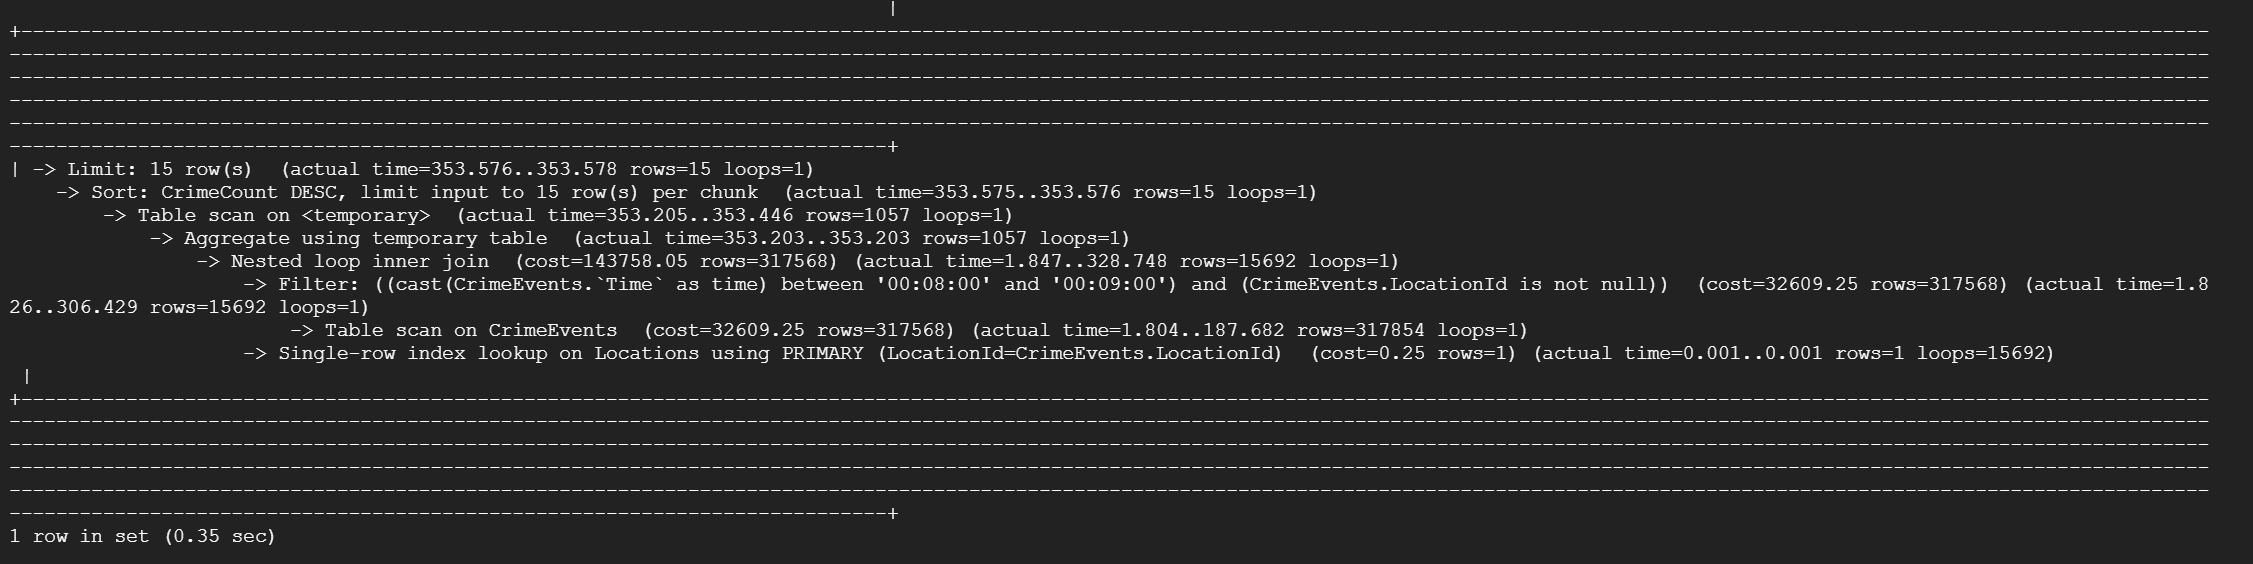 |
+--------------------------------------------------------------------------------------------------------------------------------------------------------------------------------------------
--------------------------------------------------------------------------------------------------------------------------------------------------------------------------------------------
--------------------------------------------------------------------------------------------------------------------------------------------------------------------------------------------
--------------------------------------------------------------------------------------------------------------------------------------------------------------------------------------------
--------------------------------------------------------------------------------------------------------------------------------------------------------------------------------------------
---------------------------------------------------------------------------+
| -> Limit: 15 row(s)  (actual time=353.576..353.578 rows=15 loops=1)
    -> Sort: CrimeCount DESC, limit input to 15 row(s) per chunk  (actual time=353.575..353.576 rows=15 loops=1)
        -> Table scan on <temporary>  (actual time=353.205..353.446 rows=1057 loops=1)
            -> Aggregate using temporary table  (actual time=353.203..353.203 rows=1057 loops=1)
                -> Nested loop inner join  (cost=143758.05 rows=317568) (actual time=1.847..328.748 rows=15692 loops=1)
                    -> Filter: ((cast(CrimeEvents.`Time` as time) between '00:08:00' and '00:09:00') and (CrimeEvents.LocationId is not null))  (cost=32609.25 rows=317568) (actual time=1.8
26..306.429 rows=15692 loops=1)
                        -> Table scan on CrimeEvents  (cost=32609.25 rows=317568) (actual time=1.804..187.682 rows=317854 loops=1)
                    -> Single-row index lookup on Locations using PRIMARY (LocationId=CrimeEvents.LocationId)  (cost=0.25 rows=1) (actual time=0.001..0.001 rows=1 loops=15692)
 |
+--------------------------------------------------------------------------------------------------------------------------------------------------------------------------------------------
--------------------------------------------------------------------------------------------------------------------------------------------------------------------------------------------
--------------------------------------------------------------------------------------------------------------------------------------------------------------------------------------------
--------------------------------------------------------------------------------------------------------------------------------------------------------------------------------------------
--------------------------------------------------------------------------------------------------------------------------------------------------------------------------------------------
---------------------------------------------------------------------------+
1 row in set (0.35 sec)